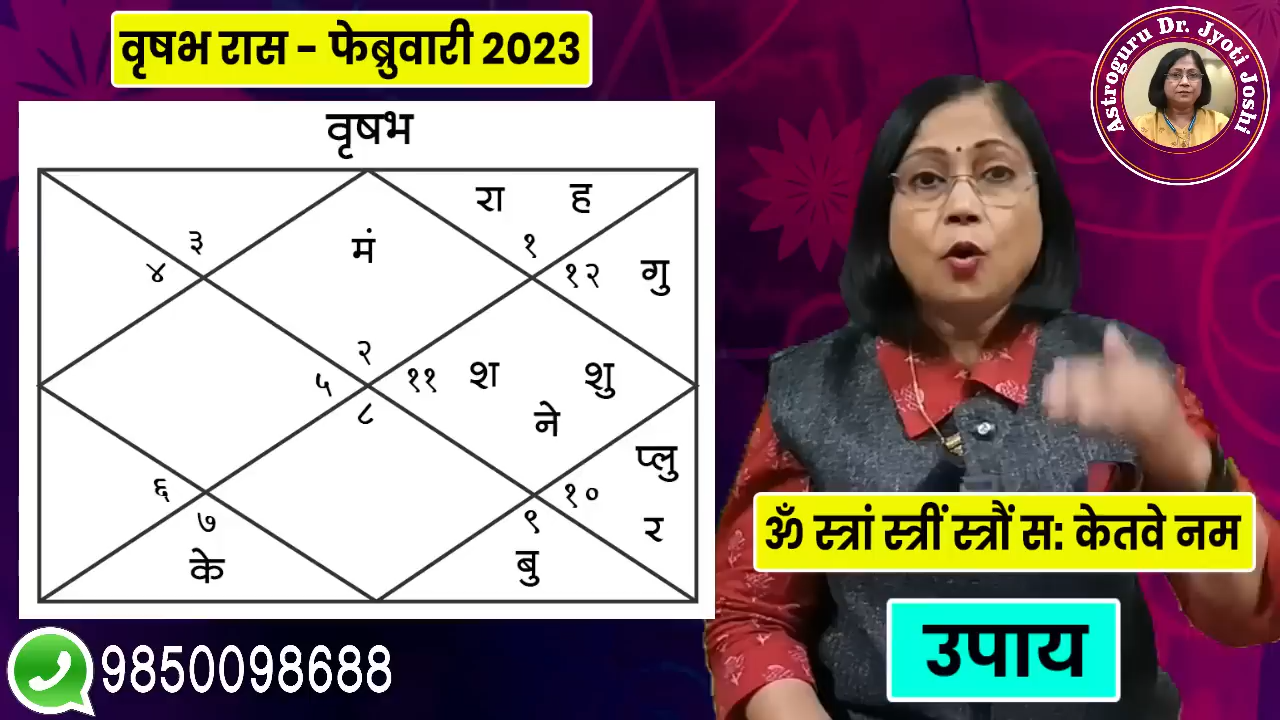 वृषभ रास - फेब्रुवारी 2023
Astroguru Dr. Jyoti Joshi
वृषभ
रा ह
३ मं १
४ १२ गु
२
५ ११ श शु
८ ने
प्लु
६ १०
७ ९ र
के बु
ॐ स्त्रां स्त्रीं स्त्रौं स: केतवे नम
उपाय
9850098688